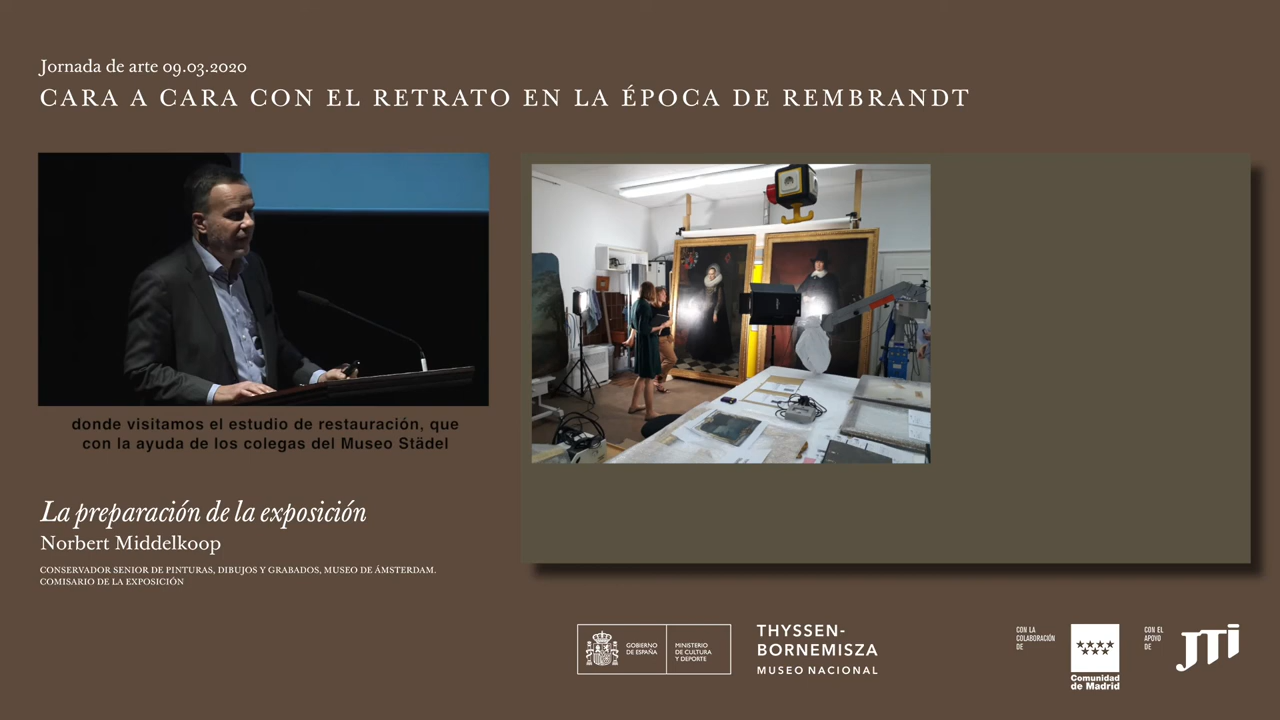 Jornada de arte 09.03.2020
CARA A CARA CON EL RETRATO EN LA ÉPOCA DE REMBRANDT
donde visitamos el estudio de restauración, que
con la ayuda de los colegas del Museo Städel
La preparación de la exposición
Norbert Middelkoop
CONSERVADOR SENIOR DE PINTURAS, DIBUJOS Y GRABADOS, MUSEO DE ÁMSTERDAM.
COMISARIO DE LA EXPOSICIÓN
GOBIERNO
DE ESPAÑA
MINISTERIO
DE CULTURA
Y DEPORTE
THYSSEN-
BORNEMISZA
MUSEO NACIONAL
CON LA
COLABORACIÓN
DE
Comunidad
de Madrid
CON EL
APOYO
DE
JTi